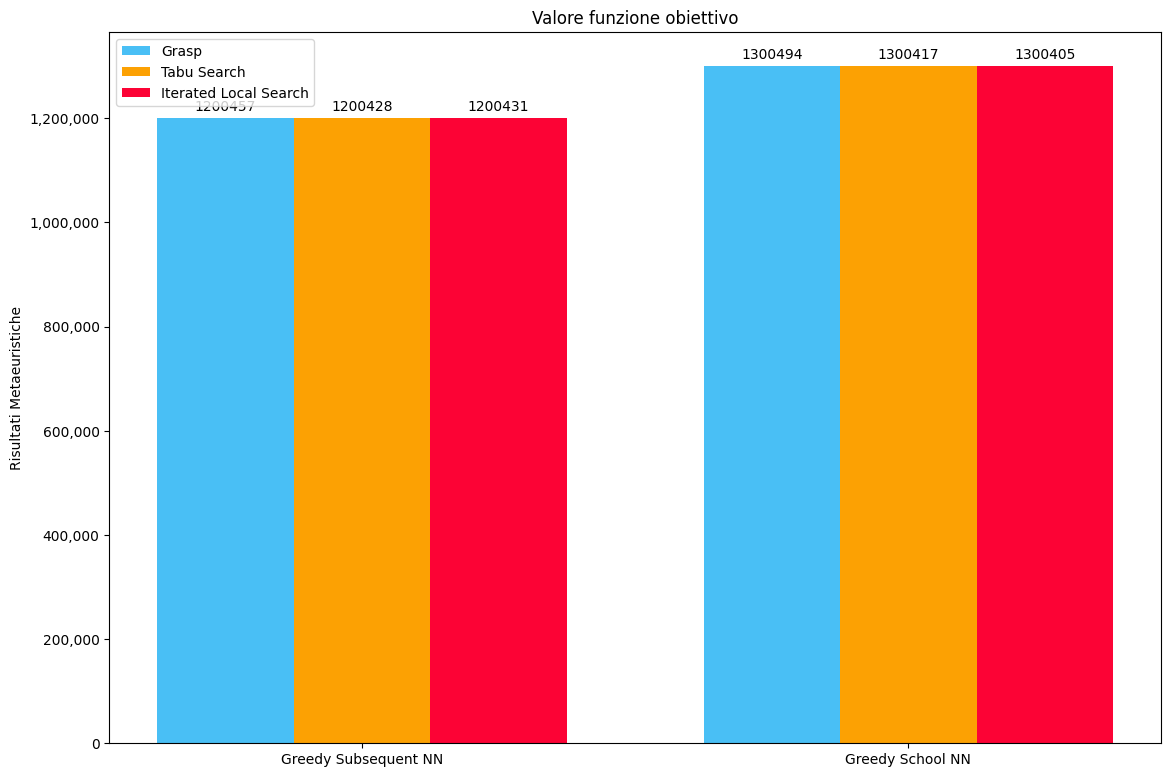 Valore funzione obiettivo
Grasp
Tabu Search
Iterated Local Search
1200457
1200428
1200431
1300494
1300417
1300405
1,200,000
1,000,000
800,000
600,000
400,000
200,000
0
Risultati Metaeuristiche
Greedy Subsequent NN
Greedy School NN